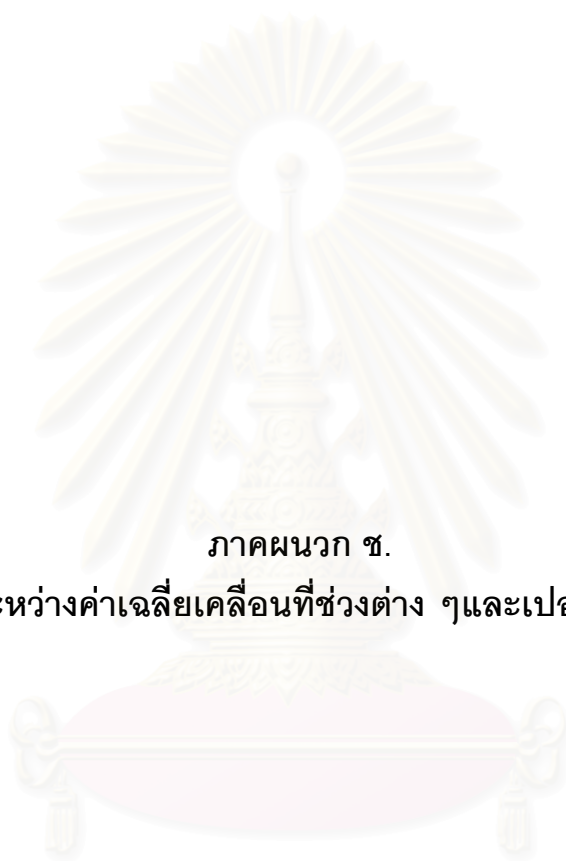 ภาคผนวก ช.
ะหว่างค่าเฉลี่ยเคลื่อนที่ช่วงต่าง ๆและเปอ